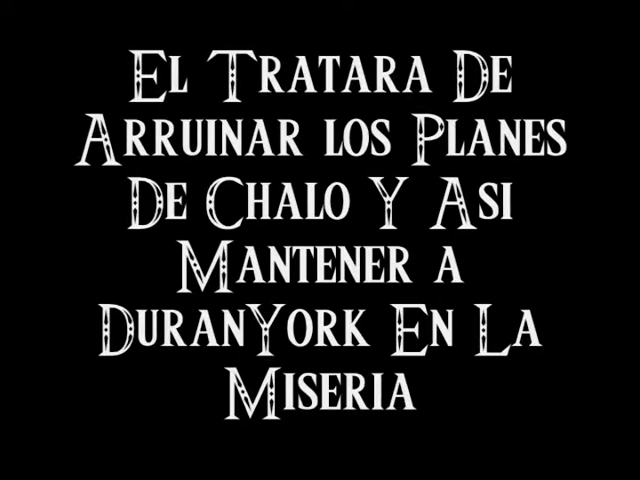 El Tratara De
Arruinar los Planes
De Chalo Y Asi
Mantener a
DuranYork En La
Miseria